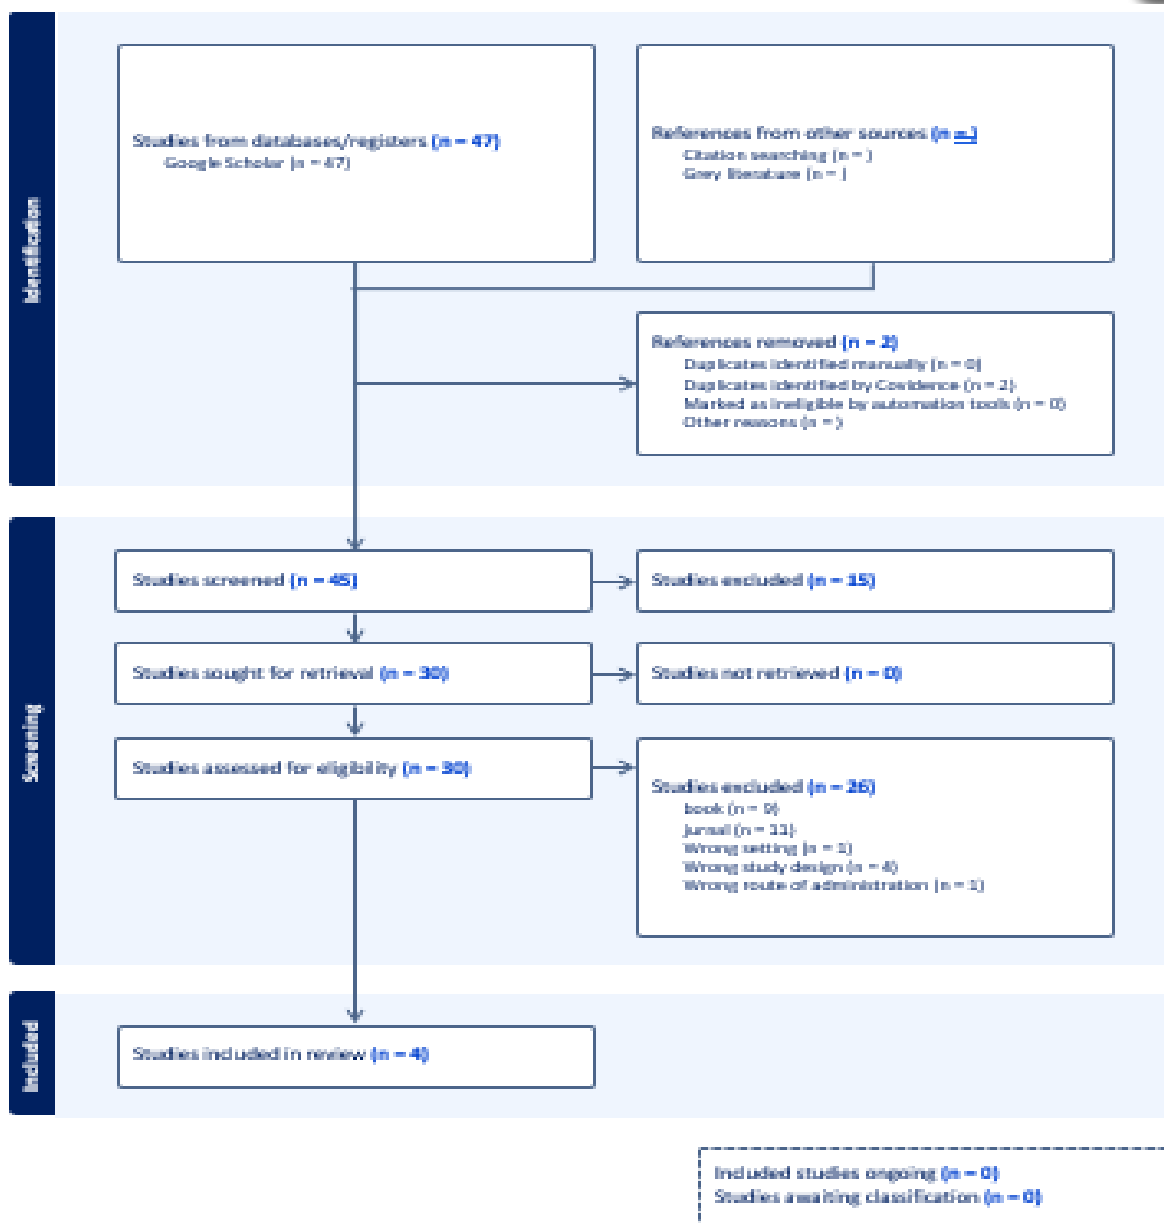 Identification
Studies from databases/registers (n = 47)
Google Scholar (n = 47)
References from other sources (n = )
Citation searching (n = )
Grey literature (n = )
References removed (n = 2)
Duplicates identified manually (n = 0)
Duplicates identified by Covidence (n = 2)
Marked as ineligible by automation tools (n = 0)
Other reasons (n = )
Screening
Studies screened (n = 45)
Studies excluded (n = 15)
Studies sought for retrieval (n = 30)
Studies not retrieved (n = 0)
Studies assessed for eligibility (n = 30)
Studies excluded (n = 26)
book (n = 9)
jurnal (n = 11)
Wrong setting (n = 1)
Wrong study design (n = 4)
Wrong route of administration (n = 1)
Included
Studies included in review (n = 4)
Included studies ongoing (n = 0)
Studies awaiting classification (n = 0)